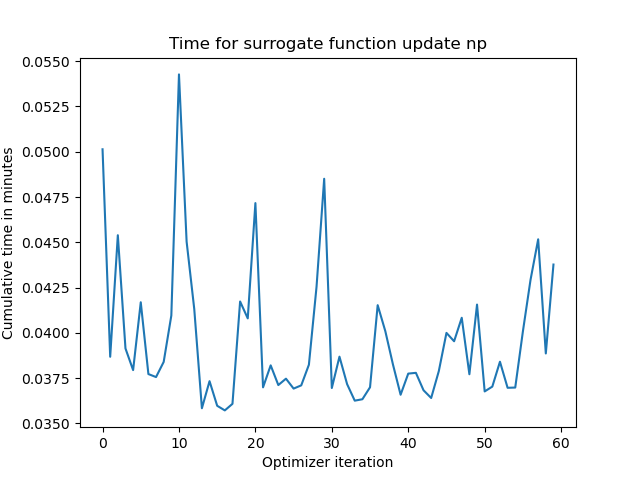 Time for surrogate function update np
Cumulative time in minutes
0.0550
0.0525
0.0500
0.0475
0.0450
0.0425
0.0400
0.0375
0.0350
0 10 20 30 40 50 60
Optimizer iteration